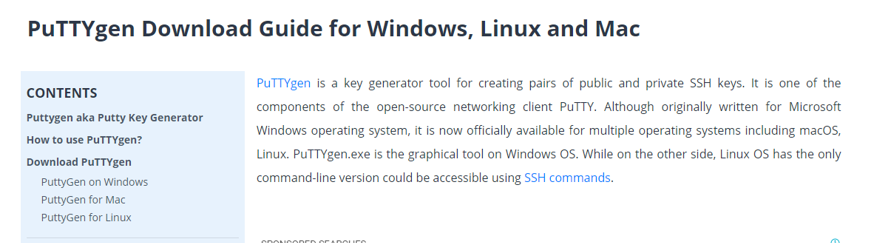 PuTTYgen Download Guide for Windows, Linux and Mac
CONTENTS
Puttygen aka Putty Key Generator
How to use PuTTYgen?
Download PuTTYgen
PuttyGen on Windows
PuttyGen for Mac
PuttyGen for Linux
PuTTYgen is a key generator tool for creating pairs of public and private SSH keys. It is one of the
components of the open-source networking client PuTTY. Although originally written for Microsoft
Windows operating system, it is now officially available for multiple operating systems including macOS,
Linux. PuTTYgen.exe is the graphical tool on Windows OS. While on the other side, Linux OS has the only
command-line version could be accessible using SSH commands.
SPONSORED SEARCHES